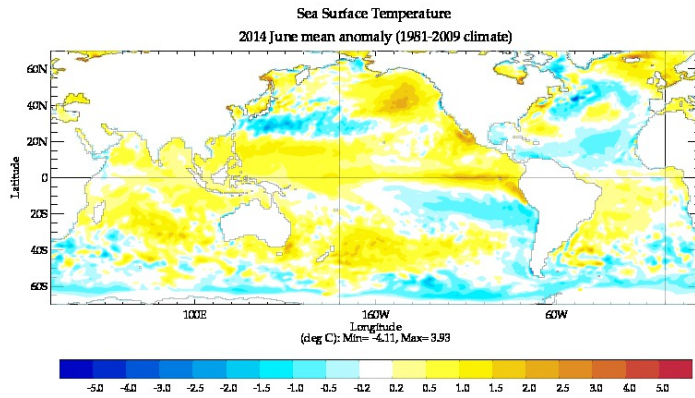 Sea Surface Temperature
2014 June mean anomaly (1981-2009 climate)
60N
40N
20N
0
20S
40S
60S
Latitude
100E
160W
60W
Longitude
(deg C): Min= -4.11, Max= 3.93
-5.0 -4.0 -3.0 -2.0 -1.5 -1.0 -0.5 -0.2 0.2 0.5 1.0 1.5 2.0 2.5 3.0 4.0 5.0